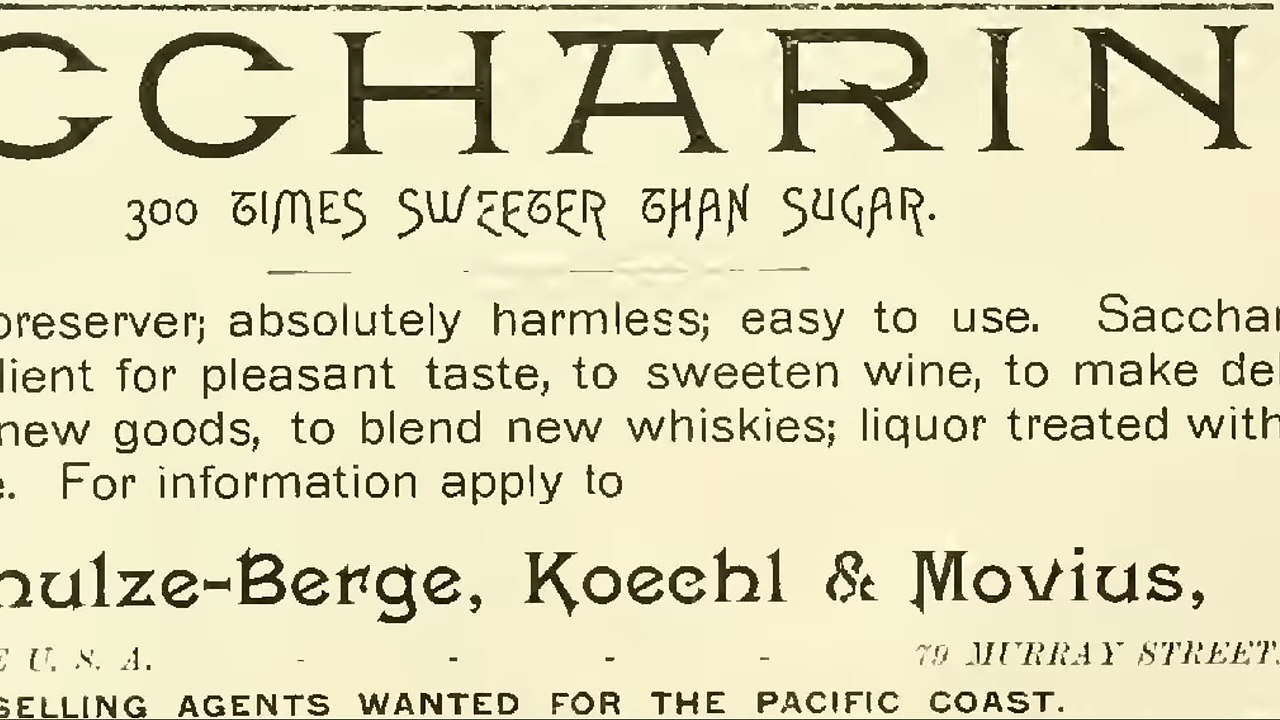 CCHARIN
300 TIMES SWEETER THAN SUGAR.
preserver; absolutely harmless; easy to use. Sacchar
lient for pleasant taste, to sweeten wine, to make del
new goods, to blend new whiskies; liquor treated with
e. For information apply to
hulze-Berge, Koechl & Movius,
E U. S. A. - - - - 79 MURRAY STREET.
SELLING AGENTS WANTED FOR THE PACIFIC COAST.